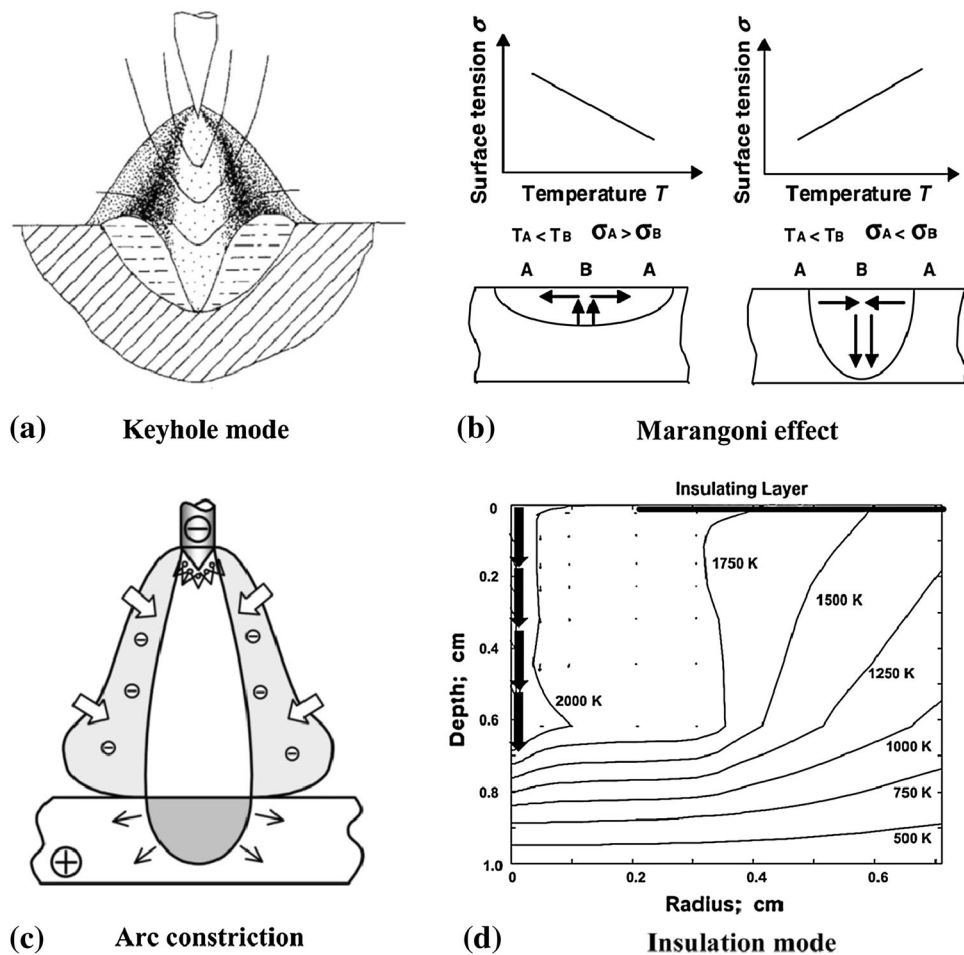 (a) Keyhole mode
Surface tension σ
Temperature T
TA < TB σA > σB
A B A
Surface tension σ
Temperature T
TA < TB σA < σB
A B A
(b) Marangoni effect
⊖
⊖ ⊖
⊖ ⊖
⊖ ⊖
⊕
(c) Arc constriction
Insulating Layer
Depth; cm
0
0.2
0.4
0.6
0.8
1.0
1750 K
1500 K
1250 K
2000 K
1000 K
750 K
500 K
0 0.2 0.4 0.6
Radius; cm
(d) Insulation mode